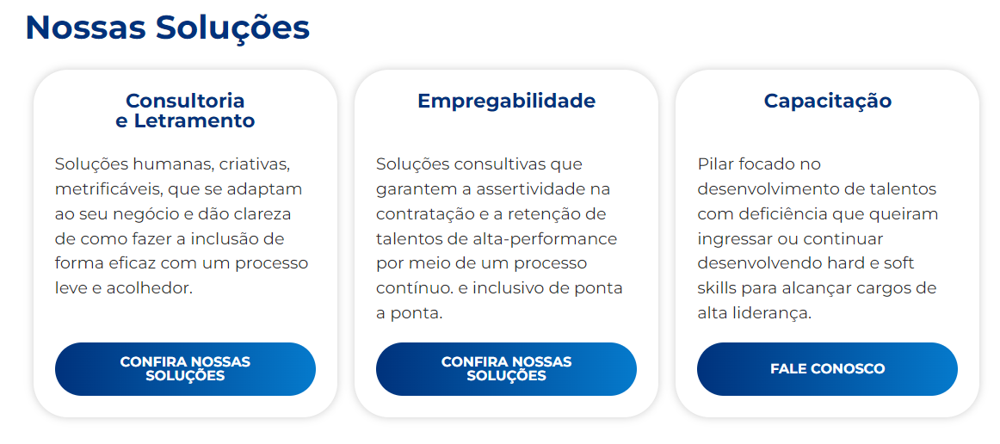 Nossas Soluções
Consultoria
e Letramento
Soluções humanas, criativas,
metrificáveis, que se adaptam
ao seu negócio e dão clareza
de como fazer a inclusão de
forma eficaz com um processo
leve e acolhedor.
CONFIRA NOSSAS
SOLUÇÕES
Empregabilidade
Soluções consultivas que
garantem a assertividade na
contratação e a retenção de
talentos de alta-performance
por meio de um processo
contínuo. e inclusivo de ponta
a ponta.
CONFIRA NOSSAS
SOLUÇÕES
Capacitação
Pilar focado no
desenvolvimento de talentos
com deficiência que queiram
ingressar ou continuar
desenvolvendo hard e soft
skills para alcançar cargos de
alta liderança.
FALE CONOSCO